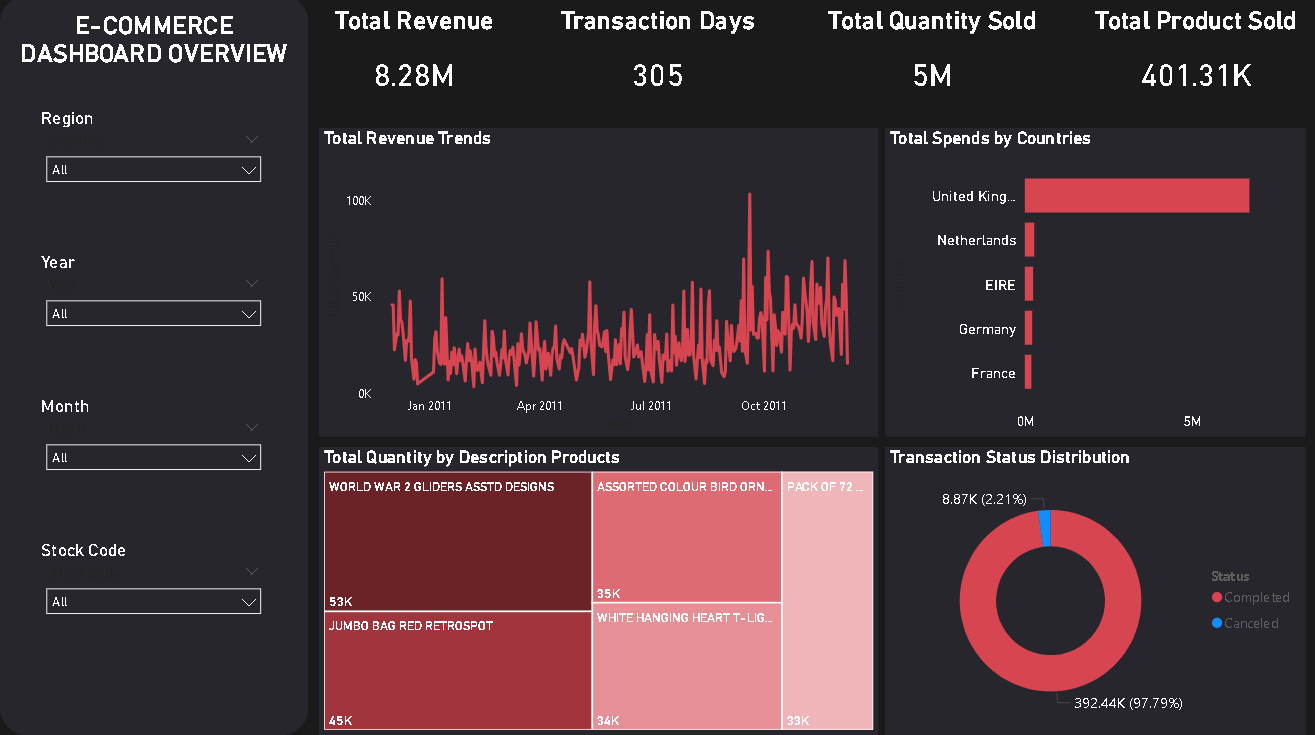 E-COMMERCE
DASHBOARD OVERVIEW
Region
All
Year
All
Month
All
Stock Code
All
Total Revenue
8.28M
Transaction Days
305
Total Quantity Sold
5M
Total Product Sold
401.31K
Total Revenue Trends
100K
50K
0K
Jan 2011
Apr 2011
Jul 2011
Oct 2011
Total Spends by Countries
United King...
Netherlands
EIRE
Germany
France
0M
5M
Total Quantity by Description Products
WORLD WAR 2 GLIDERS ASSTD DESIGNS
53K
JUMBO BAG RED RETROSPOT
45K
ASSORTED COLOUR BIRD ORN...
35K
WHITE HANGING HEART T-LIG...
34K
PACK OF 72 ...
33K
Transaction Status Distribution
8.87K (2.21%)
392.44K (97.79%)
Status
Completed
Canceled